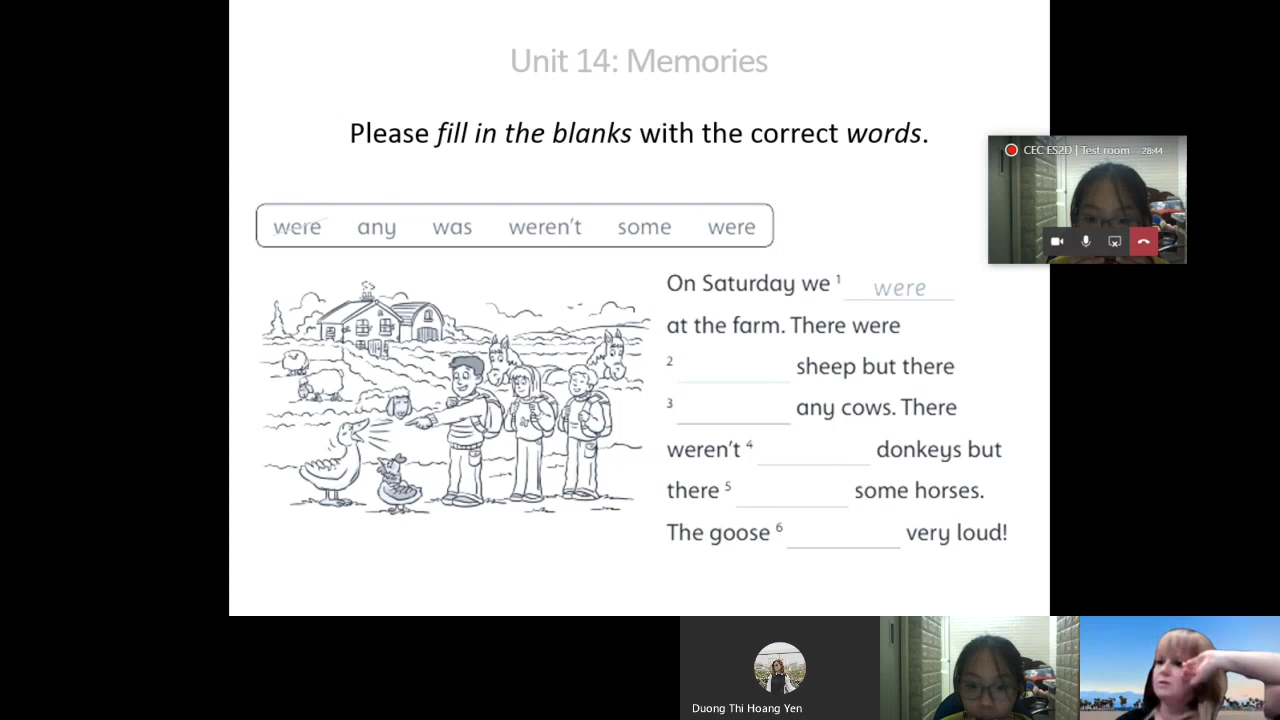 Unit 14: Memories
Please fill in the blanks with the correct words.
CEC ES2D | Test room 28:44
were any was weren't some were
On Saturday we 1 were
at the farm. There were
2 sheep but there
3 any cows. There
weren't 4 donkeys but
there 5 some horses.
The goose 6 very loud!
Duong Thi Hoang Yen